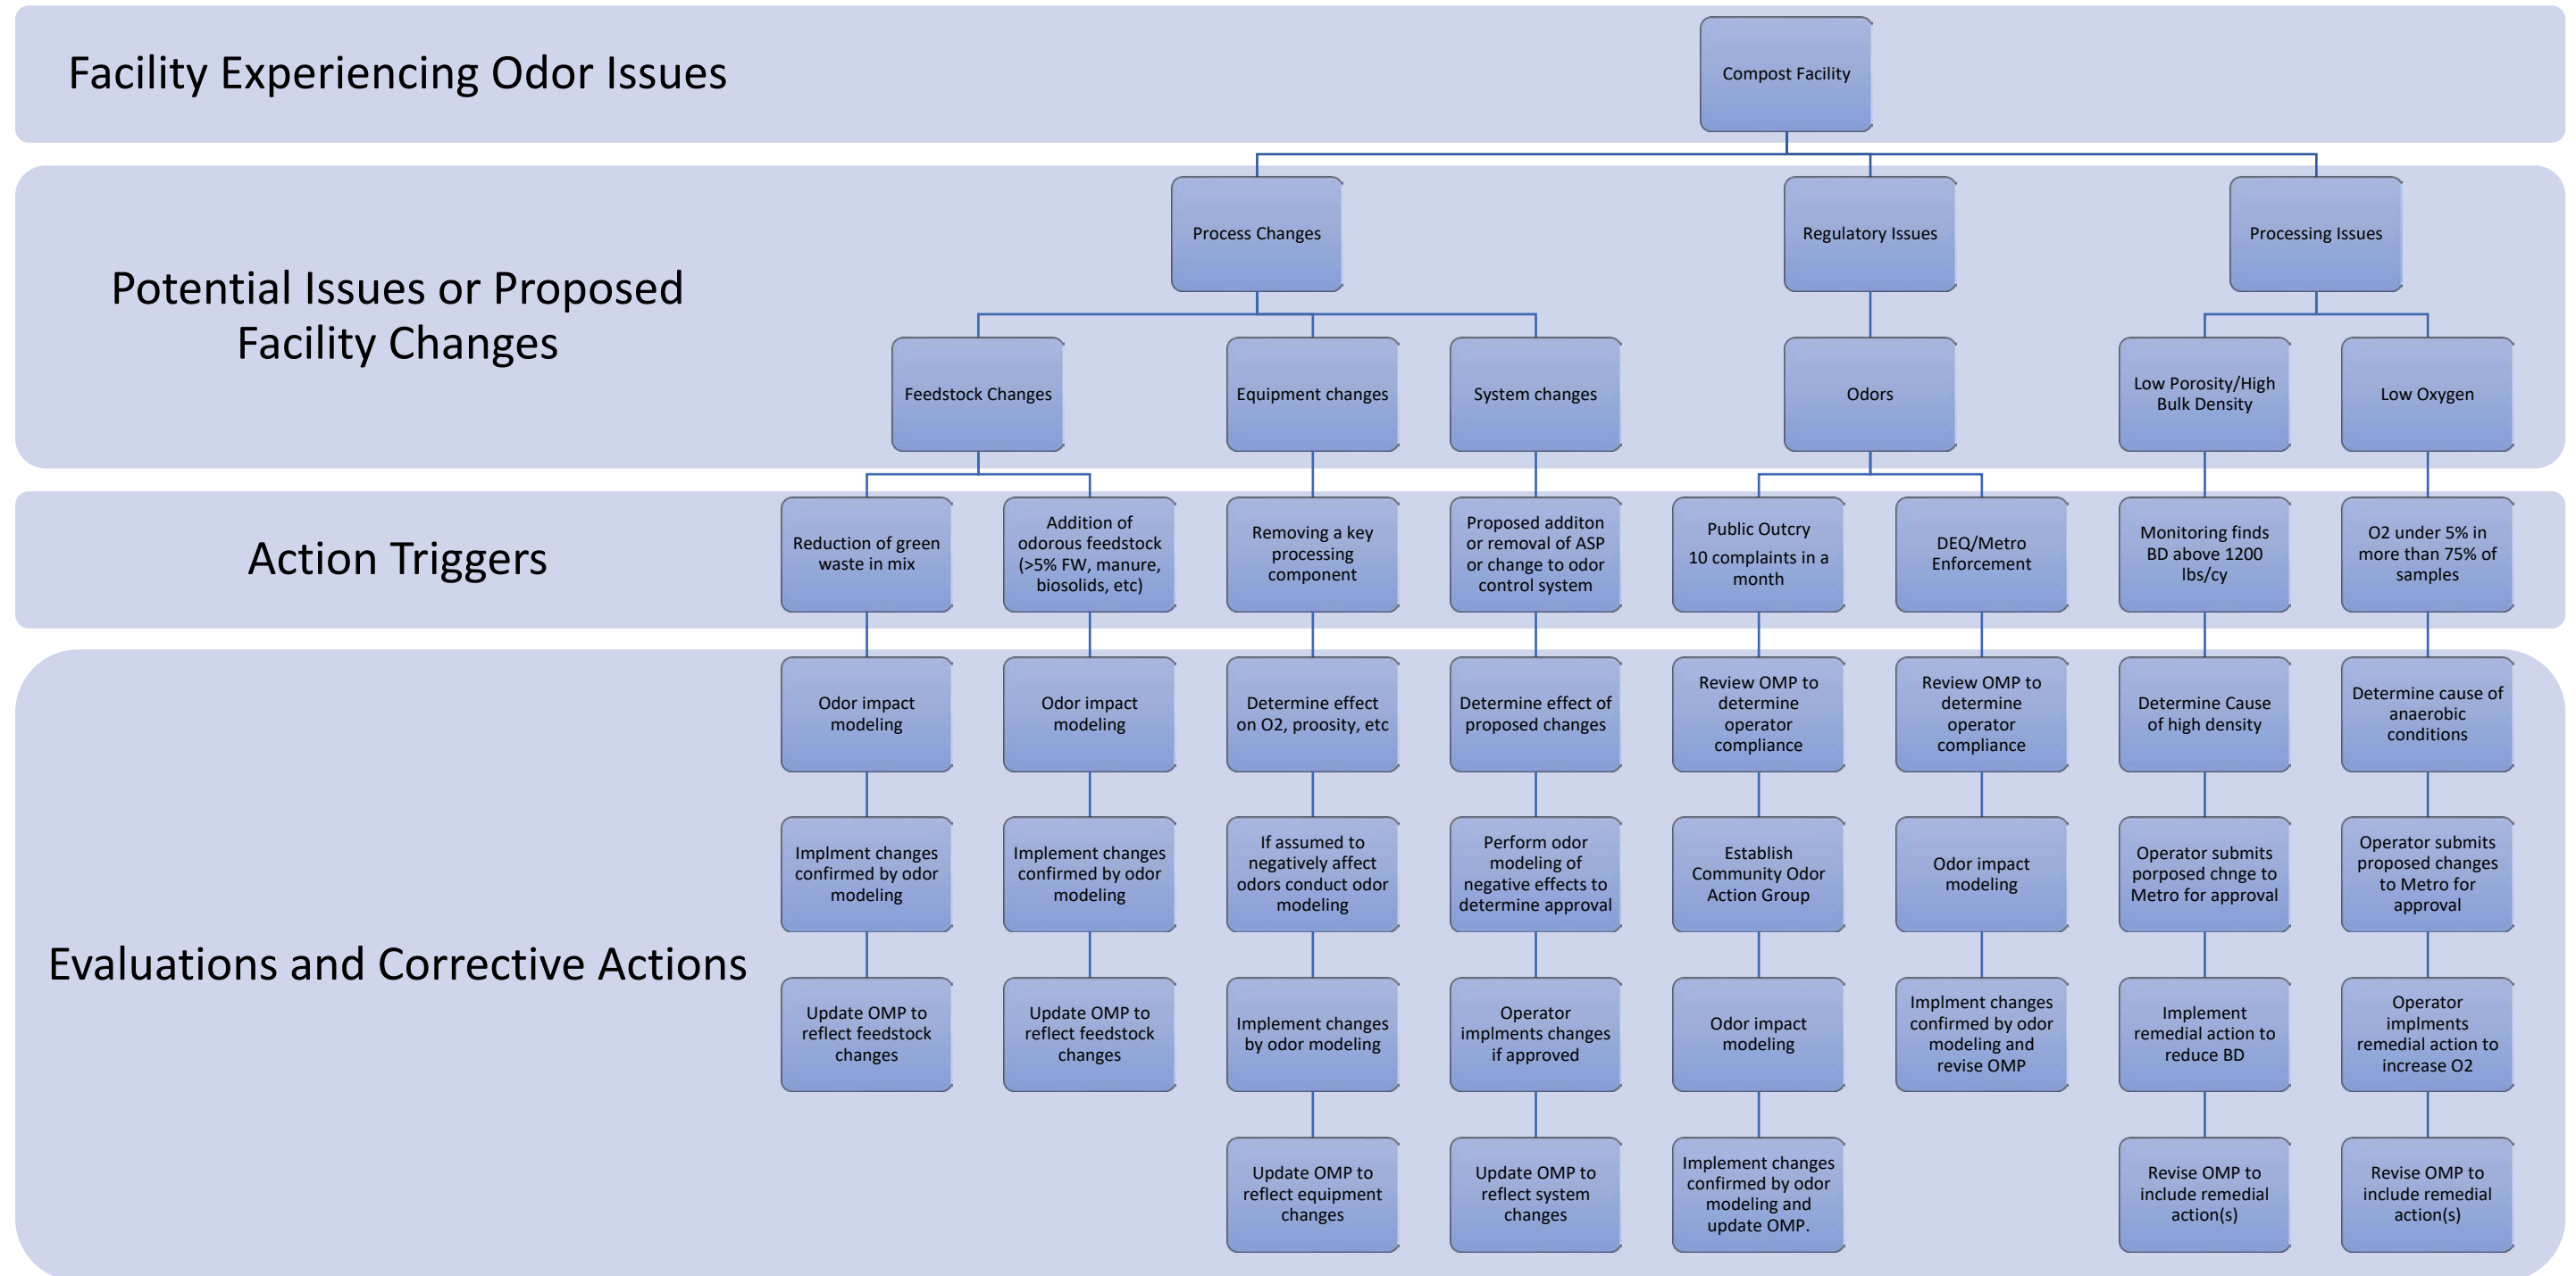 Facility Experiencing Odor Issues
Compost Facility
Potential Issues or Proposed
Facility Changes
Process Changes
Regulatory Issues
Processing Issues
Feedstock Changes
Equipment changes
System changes
Odors
Low Porosity/High
Bulk Density
Low Oxygen
Action Triggers
Reduction of green
waste in mix
Addition of
odorous feedstock
(>5% FW, manure,
biosolids, etc)
Removing a key
processing
component
Proposed additon
or removal of ASP
or change to odor
control system
Public Outcry
10 complaints in a
month
DEQ/Metro
Enforcement
Monitoring finds
BD above 1200
lbs/cy
O2 under 5% in
more than 75% of
samples
Evaluations and Corrective Actions
Odor impact
modeling
Odor impact
modeling
Determine effect
on O2, proosity, etc
Determine effect of
proposed changes
Review OMP to
determine
operator
compliance
Review OMP to
determine
operator
compliance
Determine Cause
of high density
Determine cause of
anaerobic
conditions
Implment changes
confirmed by odor
modeling
Implement changes
confirmed by odor
modeling
If assumed to
negatively affect
odors conduct odor
modeling
Perform odor
modeling of
negative effects to
determine approval
Establish
Community Odor
Action Group
Odor impact
modeling
Operator submits
porposed chnge to
Metro for approval
Operator submits
proposed changes
to Metro for
approval
Update OMP to
reflect feedstock
changes
Update OMP to
reflect feedstock
changes
Implement changes
by odor modeling
Operator
implments changes
if approved
Odor impact
modeling
Implment changes
confirmed by odor
modeling and
revise OMP
Implement
remedial action to
reduce BD
Operator
implments
remedial action to
increase O2
Update OMP to
reflect equipment
changes
Update OMP to
reflect system
changes
Implement changes
confirmed by odor
modeling and
update OMP.
Revise OMP to
include remedial
action(s)
Revise OMP to
include remedial
action(s)